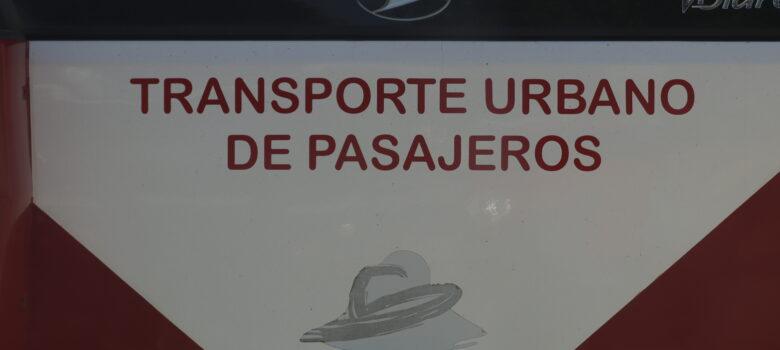 TRANSPORTE URBANO
DE PASAJEROS